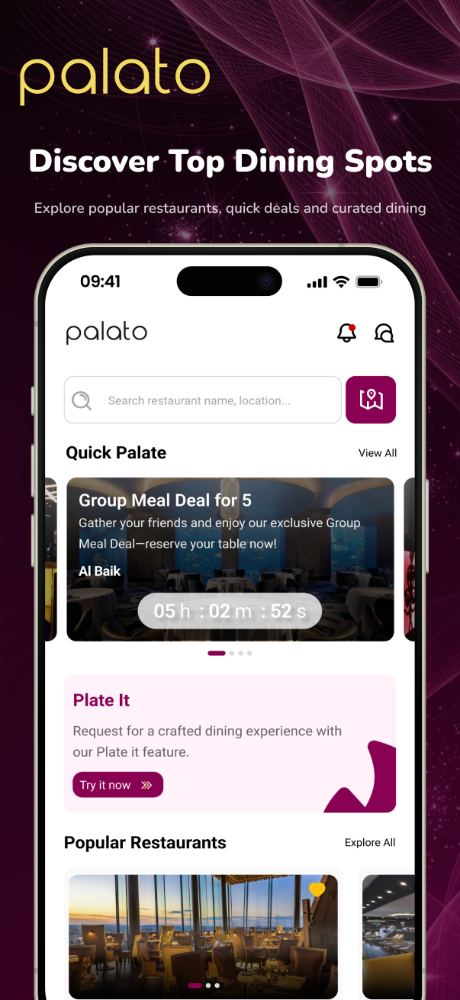 palato
Discover Top Dining Spots
Explore popular restaurants, quick deals and curated dining
09:41
palato
Search restaurant name, location...
Quick Palate
View All
Group Meal Deal for 5
Gather your friends and enjoy our exclusive Group
Meal Deal—reserve your table now!
Al Baik
05 h : 02 m : 52 s
Plate It
Request for a crafted dining experience with
our Plate it feature.
Try it now
Popular Restaurants
Explore All